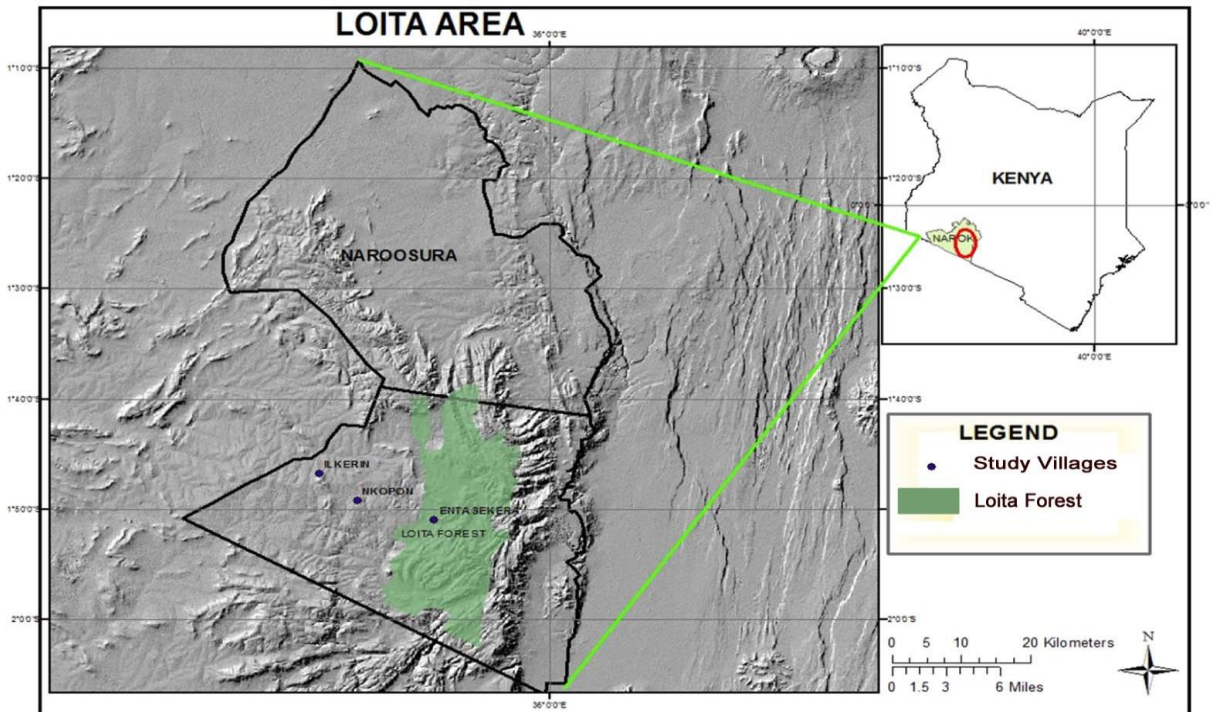 LOITA AREA
36°0'0"E
40°0'0"E
1°10'0"S
1°10'0"S
1°20'0"S
1°20'0"S
KENYA
0°0'0"
NAROK
NAROOSURA
1°30'0"S
1°30'0"S
40°0'0"E
1°40'0"S
1°40'0"S
LEGEND
Study Villages
Loita Forest
ILKERIN
NKOPON
ENTASEKERA
LOITA FOREST
1°50'0"S
1°50'0"S
2°0'0"S
2°0'0"S
0 5 10 20 Kilometers
0 1.5 3 6 Miles
N
36°0'0"E